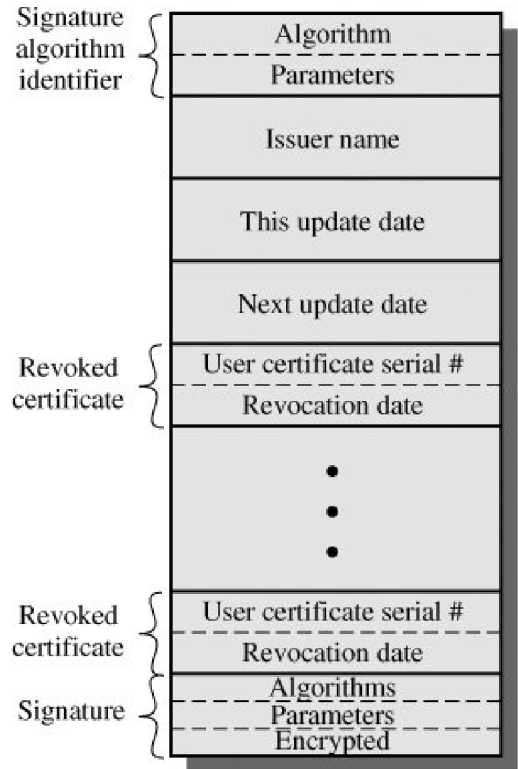 Signature
algorithm
identifier
Algorithm
Parameters
Issuer name
This update date
Next update date
Revoked
certificate
User certificate serial #
Revocation date
Revoked
certificate
User certificate serial #
Revocation date
Signature
Algorithms
Parameters
Encrypted